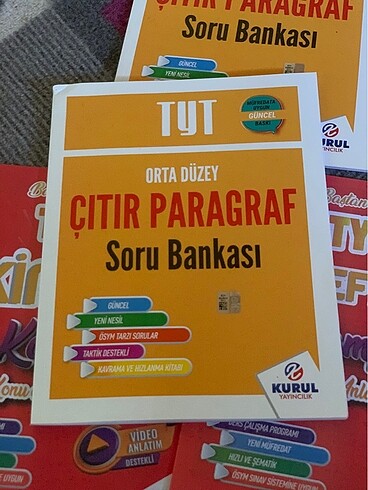 ÇITIR PARAGRAF
Soru Bankası
GÜNCEL
YENİ NESİL
KURUL
YAYINCILIK
TYT
MÜFREDATA
UYGUN
GÜNCEL
BASKI
ORTA DÜZEY
ÇITIR PARAGRAF
Soru Bankası
GÜNCEL
YENİ NESİL
ÖSYM TARZI SORULAR
TAKTİK DESTEKLİ
KAVRAMA VE HIZLANMA KİTABI
KURUL
YAYINCILIK
VİDEO
ANLATIM
DESTEKLİ
DERS ÇALIŞMA PROGRAMI
YENİ MÜFREDAT
HIZLI VE ŞEMATİK
ÖSYM SINAV SİSTEMİNE UYGUN